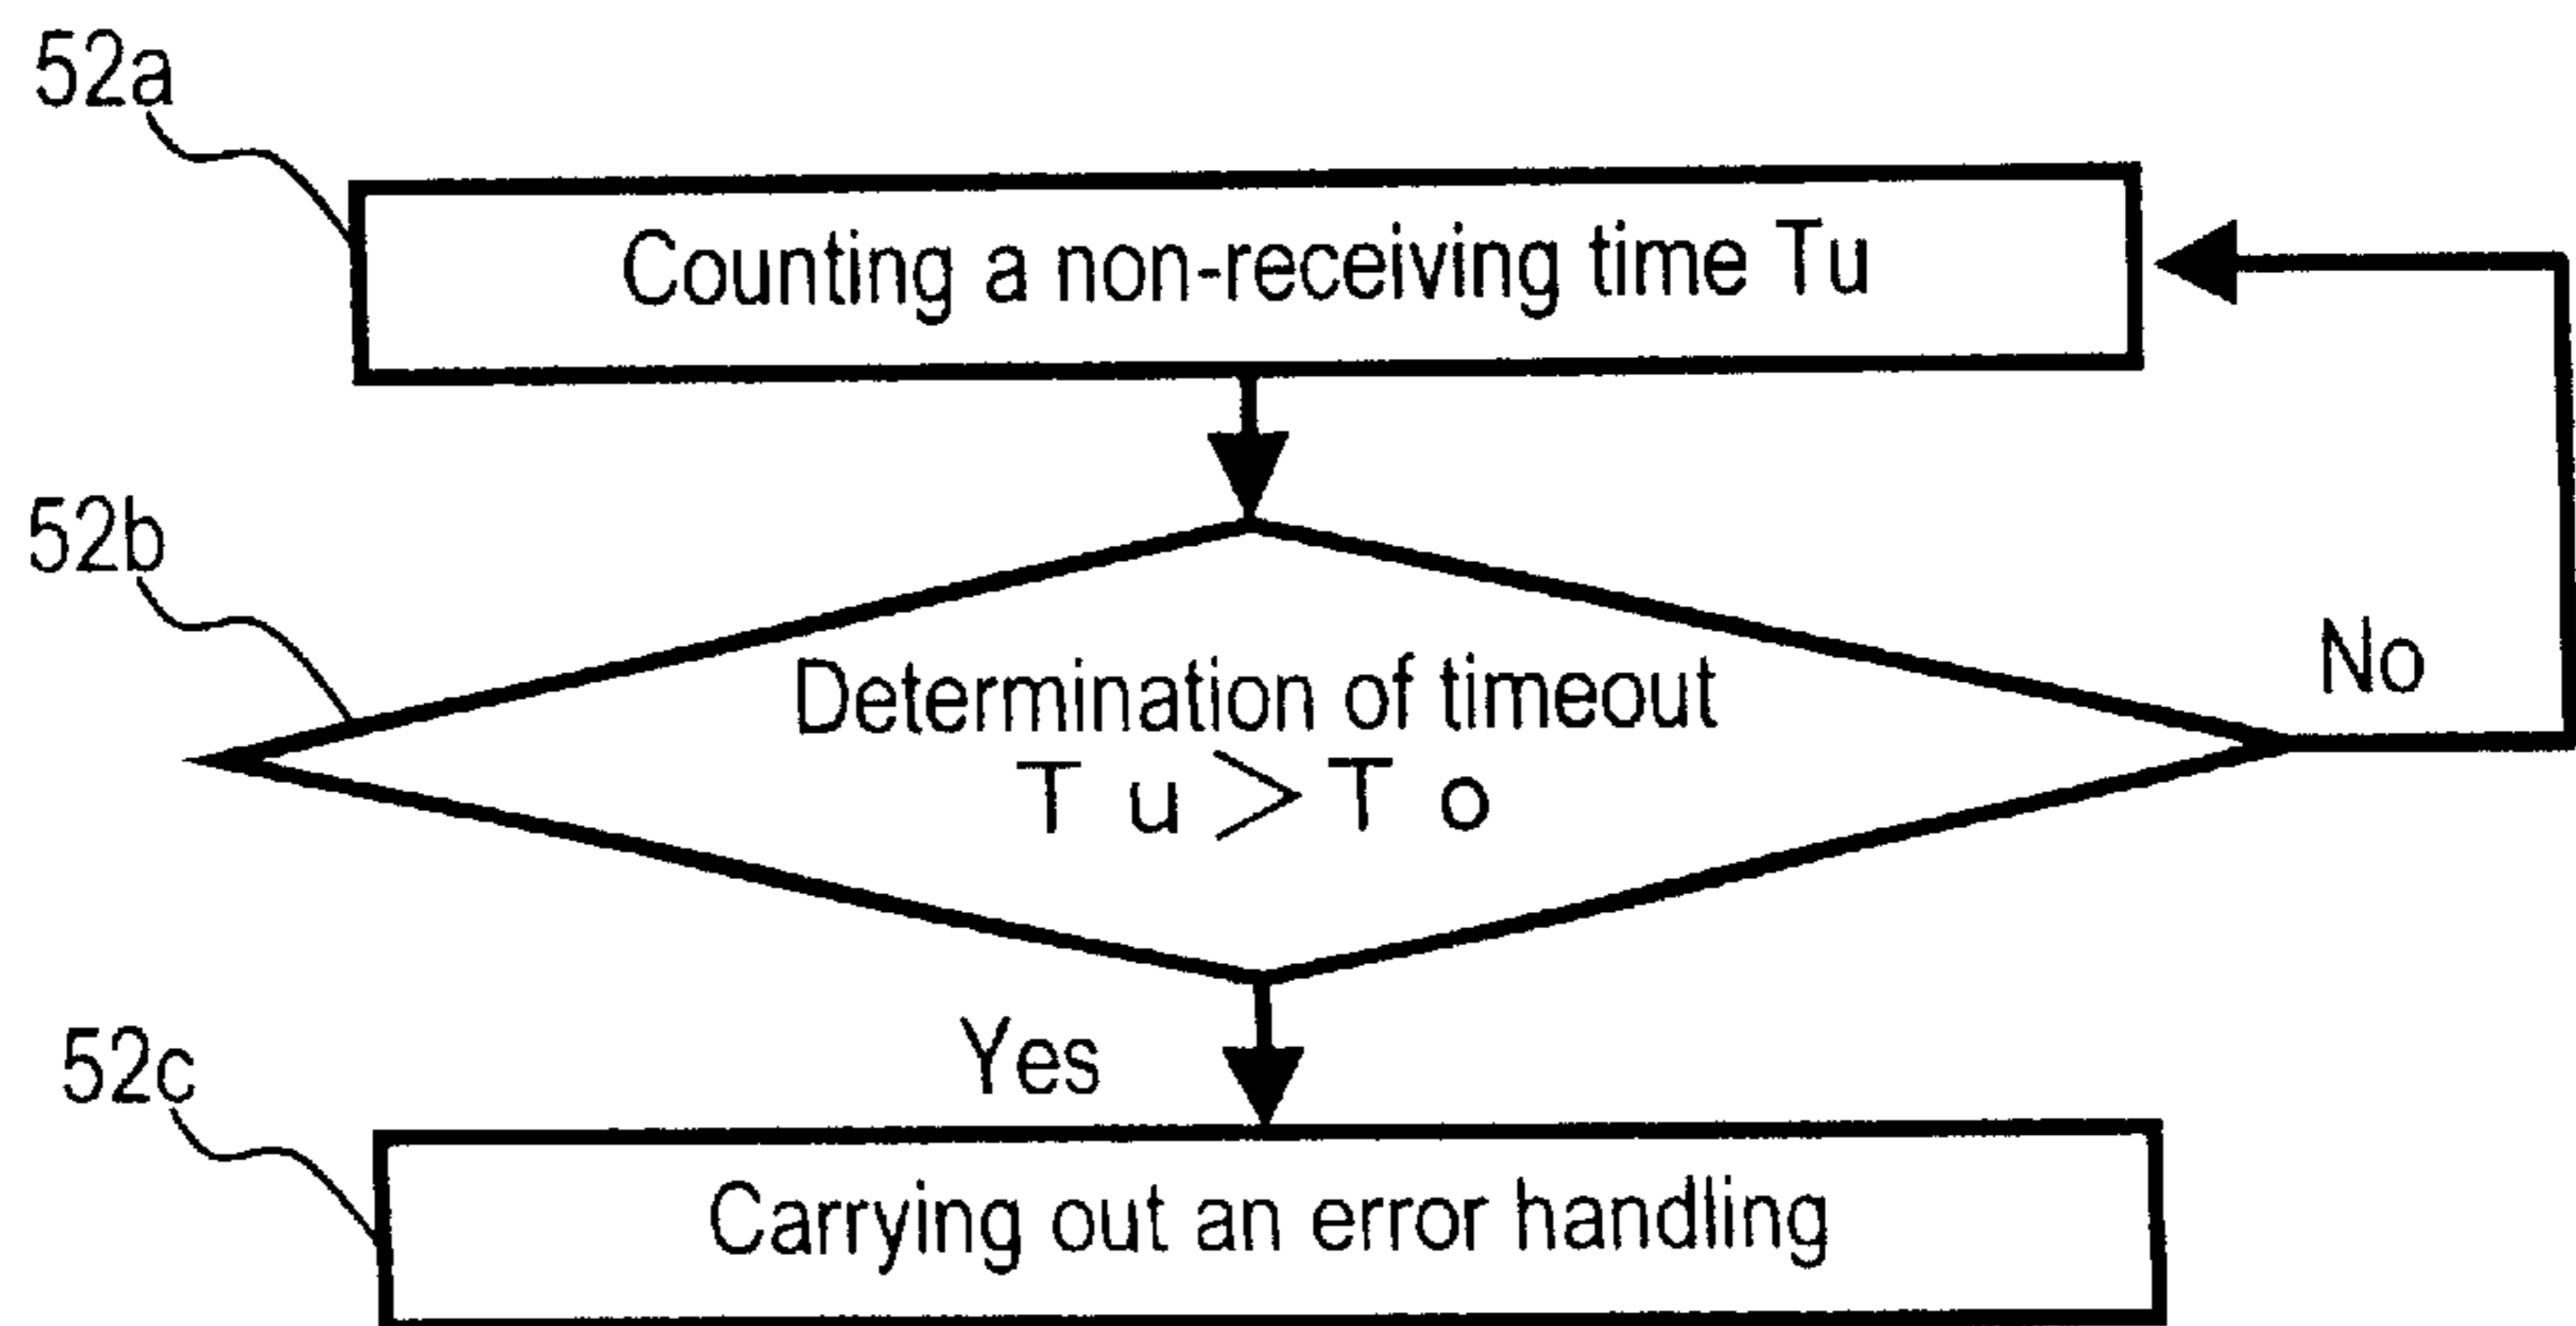 52a
Counting a non-receiving time Tu
52b
Determination of timeout
T u > T o
No
Yes
52c
Carrying out an error handling